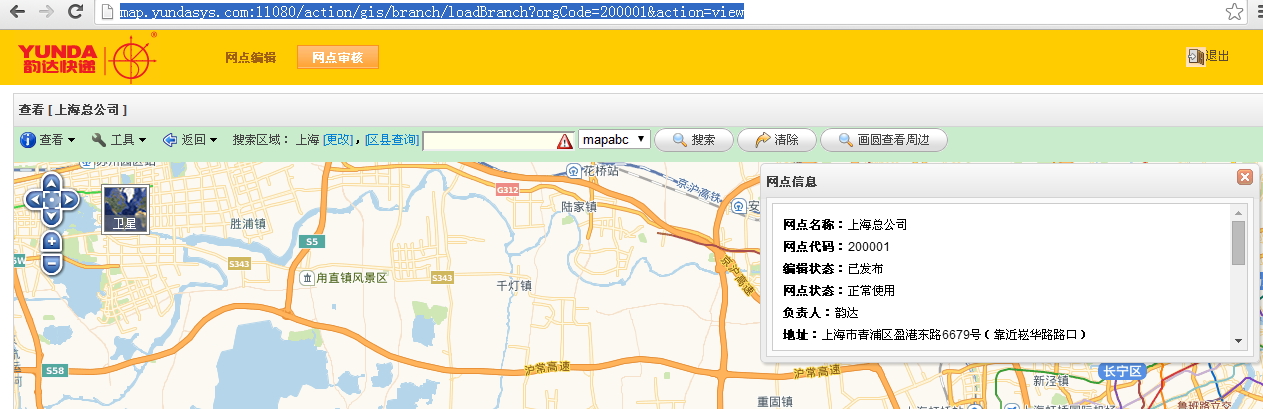 map.yundasys.com:11080/action/gis/branch/loadBranch?orgCode=200001&action=view
YUNDA ®
韵达快递
网点编辑 网点审核 退出
查看 [ 上海总公司 ]
查看 工具 返回 搜索区域： 上海 [更改]，[区县查询] mapabc 搜索 清除 画圆查看周边
花桥站
京沪高铁
G312
陆家镇
卫星
胜浦镇
S5
S343
甪直镇风景区
S343
千灯镇
京沪高速
S58
沪常高速
沪常高速
重固镇
网点信息
网点名称：上海总公司
网点代码：200001
编辑状态：已发布
网点状态：正常使用
负责人：韵达
地址：上海市青浦区盈港东路6679号（靠近崧华路路口）
长宁区
新泾镇
鲁班路立交